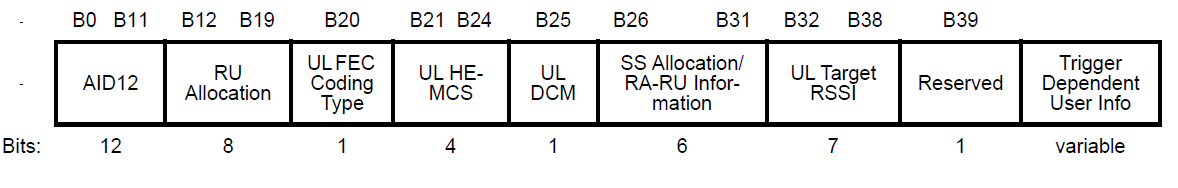 B0 B11 B12 B19 B20 B21 B24 B25 B26 B31 B32 B38 B39
AID12
RU
Allocation
UL FEC
Coding
Type
UL HE-
MCS
UL
DCM
SS Allocation/
RA-RU Infor-
mation
UL Target
RSSI
Reserved
Trigger
Dependent
User Info
Bits: 12 8 1 4 1 6 7 1 variable